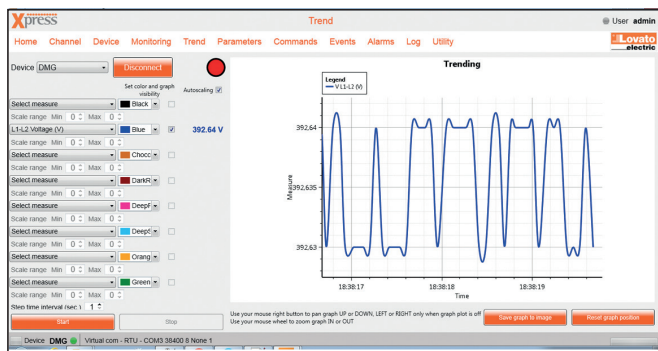 Xpress
Trend
User admin
Home Channel Device Monitoring Trend Parameters Commands Events Alarms Log Utility
Lovato electric
Device DMG Disconnect
Set color and graph visibility
Autoscaling
Select measure Black
Scale range Min 0 Max 0
L1-L2 Voltage (V) Blue 392.64 V
Scale range Min 0 Max 0
Select measure Chocc
Scale range Min 0 Max 0
Select measure DarkR
Scale range Min 0 Max 0
Select measure DeepF
Scale range Min 0 Max 0
Select measure DeepS
Scale range Min 0 Max 0
Select measure Orang
Scale range Min 0 Max 0
Select measure Green
Scale range Min 0 Max 0
Step time interval (sec.) 1
Start Stop
Trending
Legend
V L1-L2 (V)
Measure
392.64
392.635
392.63
18:38:17 18:38:18 18:38:19
Time
Use your mouse right button to pan graph UP or DOWN, LEFT or RIGHT only when graph plot is off
Use your mouse wheel to zoom graph IN or OUT
Save graph to image
Reset graph position
Device DMG Virtual com - RTU - COM3 38400 8 None 1